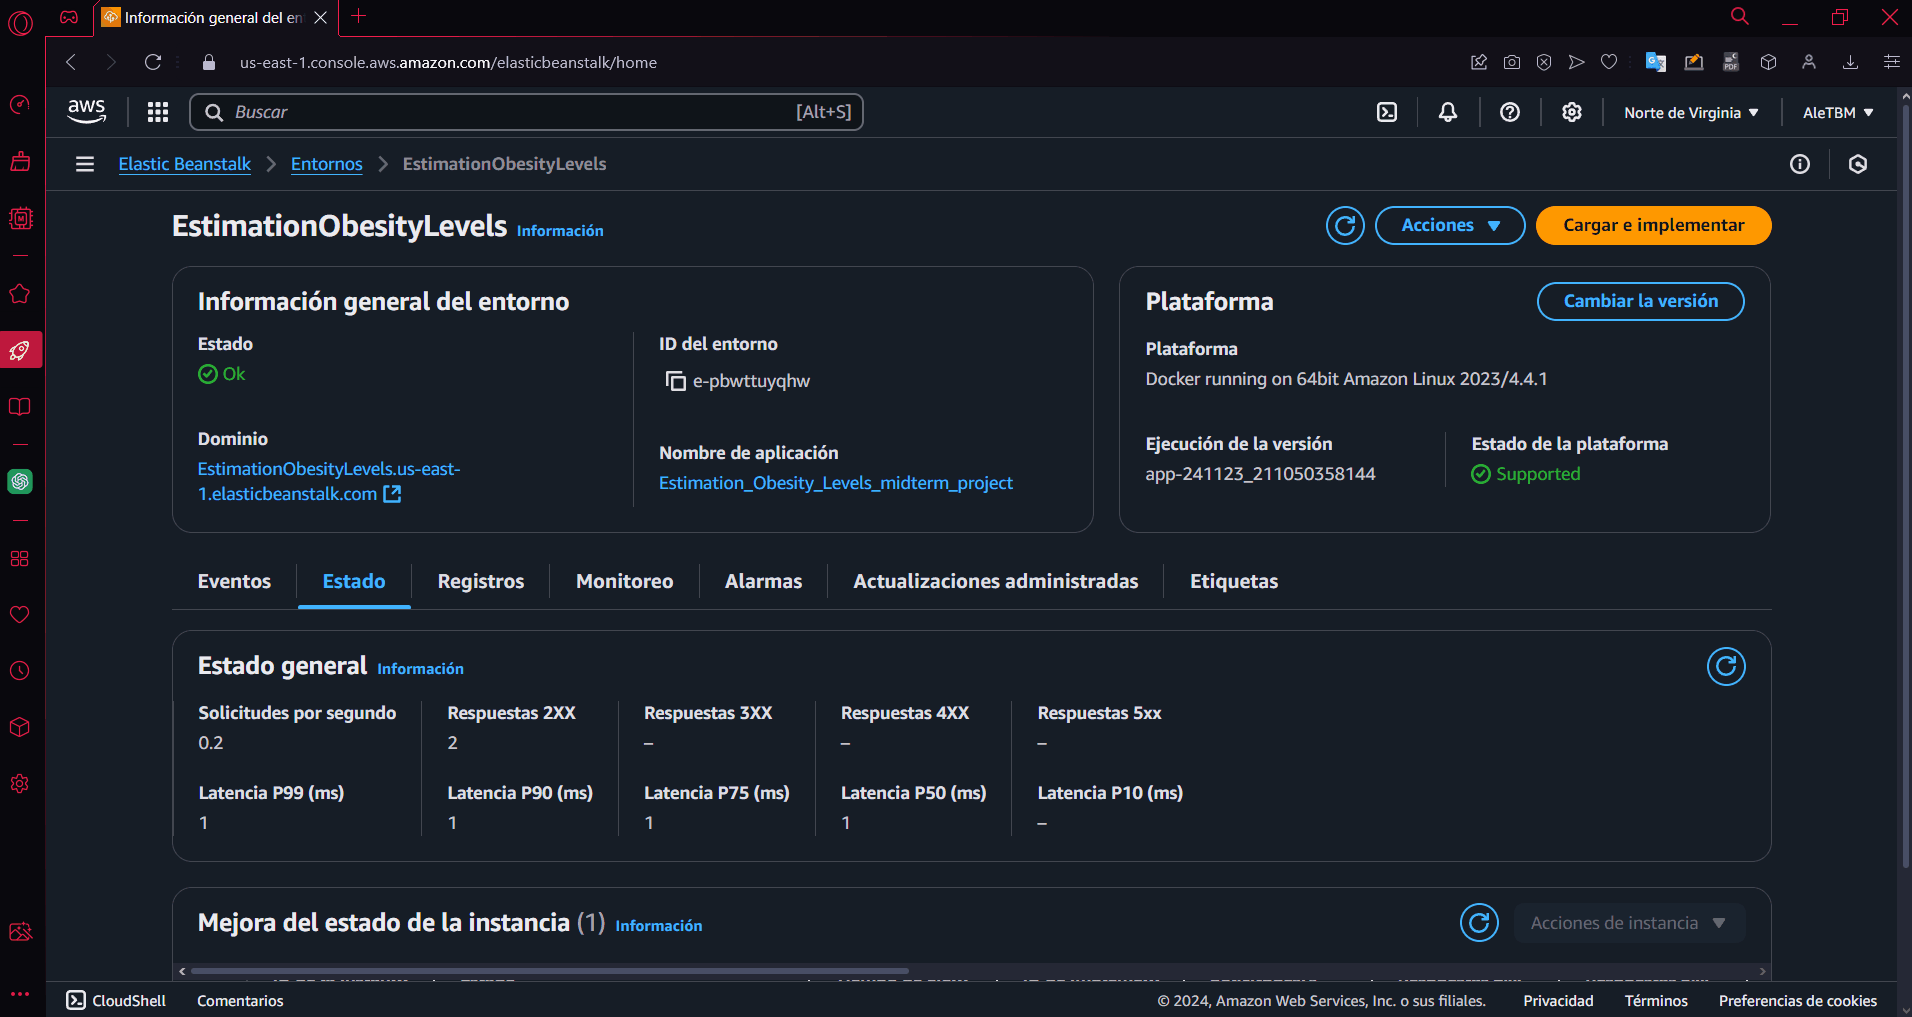 Información general del en
us-east-1.console.aws.amazon.com/elasticbeanstalk/home
aws
Buscar
[Alt+S]
Norte de Virginia
AleTBM
Elastic Beanstalk
Entornos
EstimationObesityLevels
EstimationObesityLevels Información
Acciones
Cargar e implementar
Información general del entorno
Estado
Ok
ID del entorno
e-pbwttuyqhw
Dominio
EstimationObesityLevels.us-east-
1.elasticbeanstalk.com
Nombre de aplicación
Estimation_Obesity_Levels_midterm_project
Plataforma
Cambiar la versión
Plataforma
Docker running on 64bit Amazon Linux 2023/4.4.1
Ejecución de la versión
app-241123_211050358144
Estado de la plataforma
Supported
Eventos
Estado
Registros
Monitoreo
Alarmas
Actualizaciones administradas
Etiquetas
Estado general Información
Solicitudes por segundo
0.2
Respuestas 2XX
2
Respuestas 3XX
–
Respuestas 4XX
–
Respuestas 5xx
–
Latencia P99 (ms)
1
Latencia P90 (ms)
1
Latencia P75 (ms)
1
Latencia P50 (ms)
1
Latencia P10 (ms)
–
Mejora del estado de la instancia (1) Información
Acciones de instancia
CloudShell
Comentarios
© 2024, Amazon Web Services, Inc. o sus filiales.
Privacidad
Términos
Preferencias de cookies